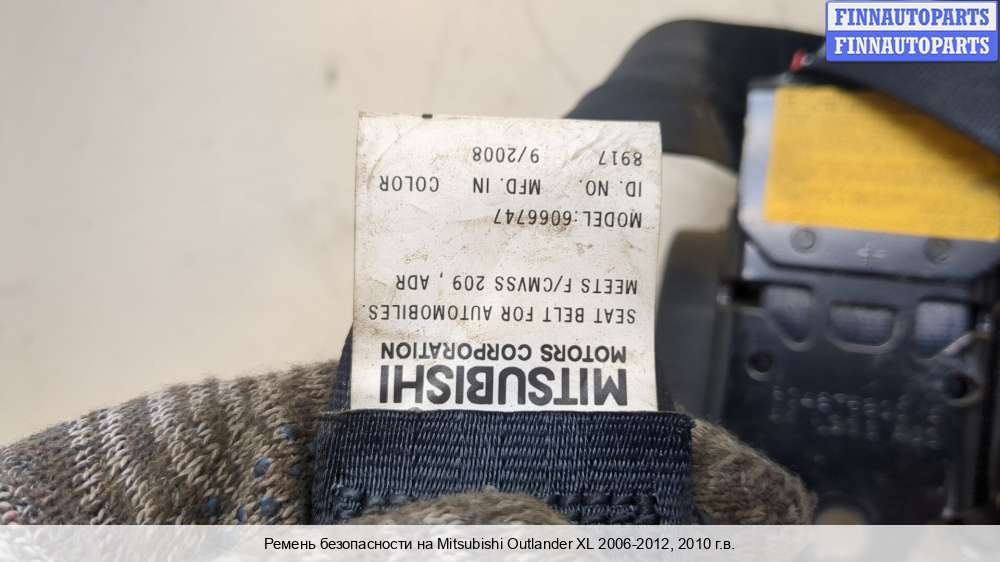 FINNAUTOPARTS
FINNAUTOPARTS
MITSUBISHI
MOTORS CORPORATION
SEAT BELT FOR AUTOMOBILES.
MEETS F/CMVSS 209 , ADR
MODEL:6066747
ID. NO. MFD. IN COLOR
8917 9/2008
Ремень безопасности на Mitsubishi Outlander XL 2006-2012, 2010 г.в.